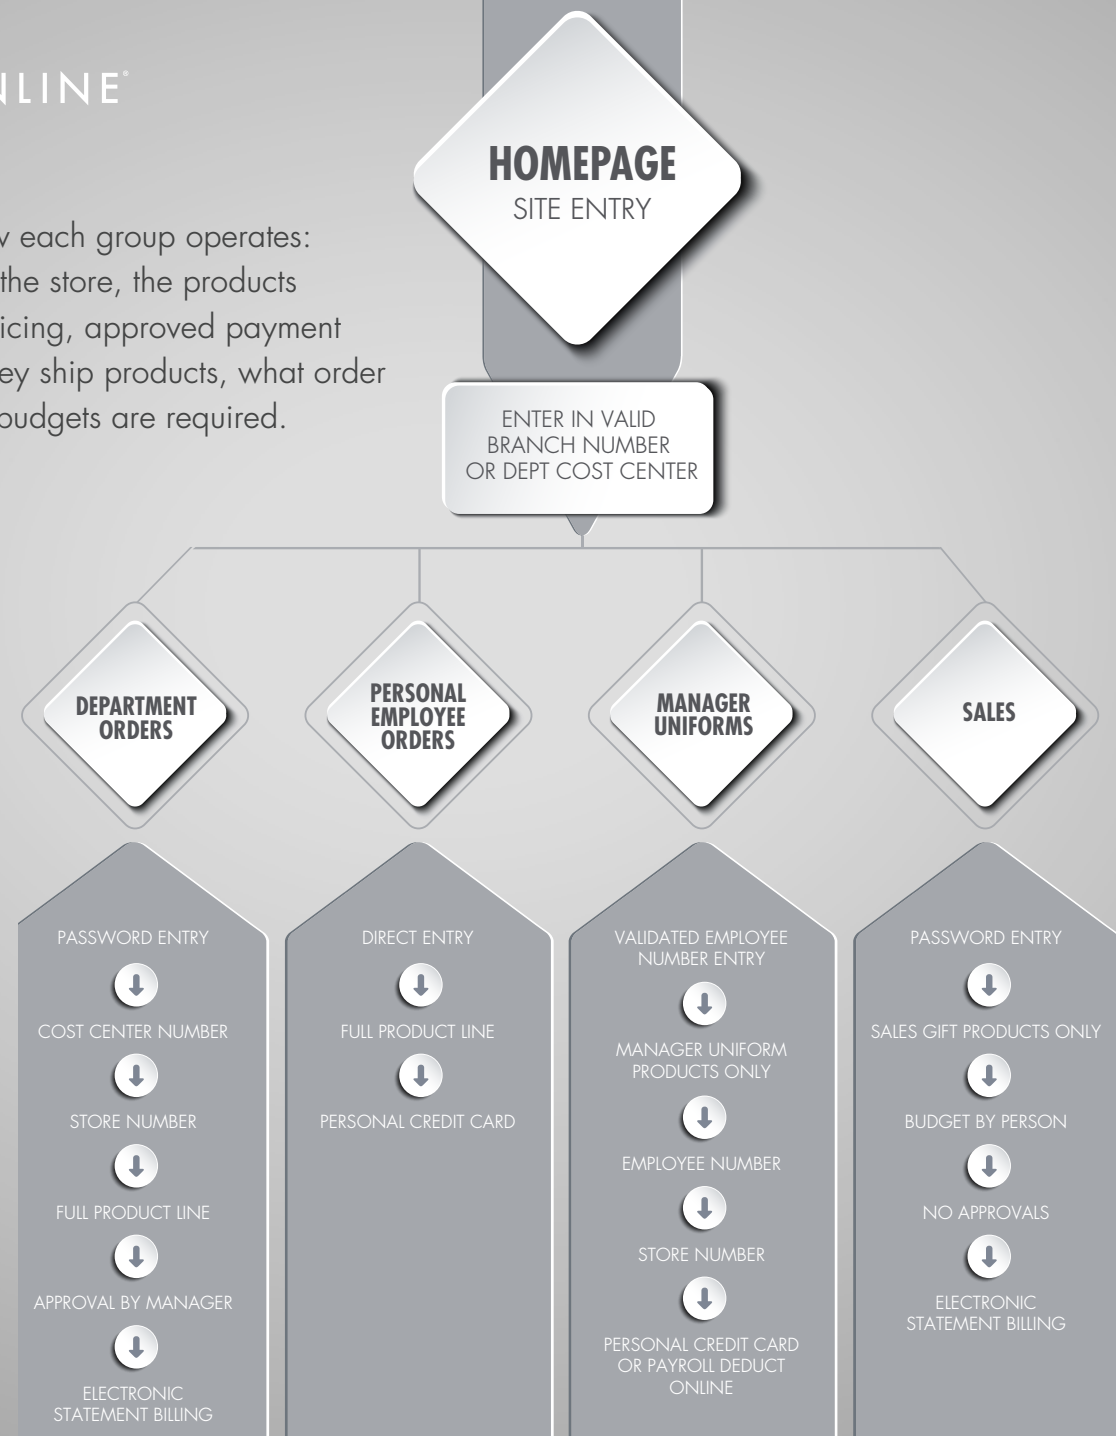 NLINE®
HOMEPAGE
SITE ENTRY
each group operates:
the store, the products
approved payment
ship products, what order
budgets are required.
ENTER IN VALID
BRANCH NUMBER
OR DEPT COST CENTER
DEPARTMENT
ORDERS
PERSONAL
EMPLOYEE
ORDERS
MANAGER
UNIFORMS
SALES
PASSWORD ENTRY
COST CENTER NUMBER
STORE NUMBER
FULL PRODUCT LINE
APPROVAL BY MANAGER
ELECTRONIC
STATEMENT BILLING
DIRECT ENTRY
FULL PRODUCT LINE
PERSONAL CREDIT CARD
VALIDATED EMPLOYEE
NUMBER ENTRY
MANAGER UNIFORM
PRODUCTS ONLY
EMPLOYEE NUMBER
STORE NUMBER
PERSONAL CREDIT CARD
OR PAYROLL DEDUCT
ONLINE
PASSWORD ENTRY
SALES GIFT PRODUCTS ONLY
BUDGET BY PERSON
NO APPROVALS
ELECTRONIC
STATEMENT BILLING